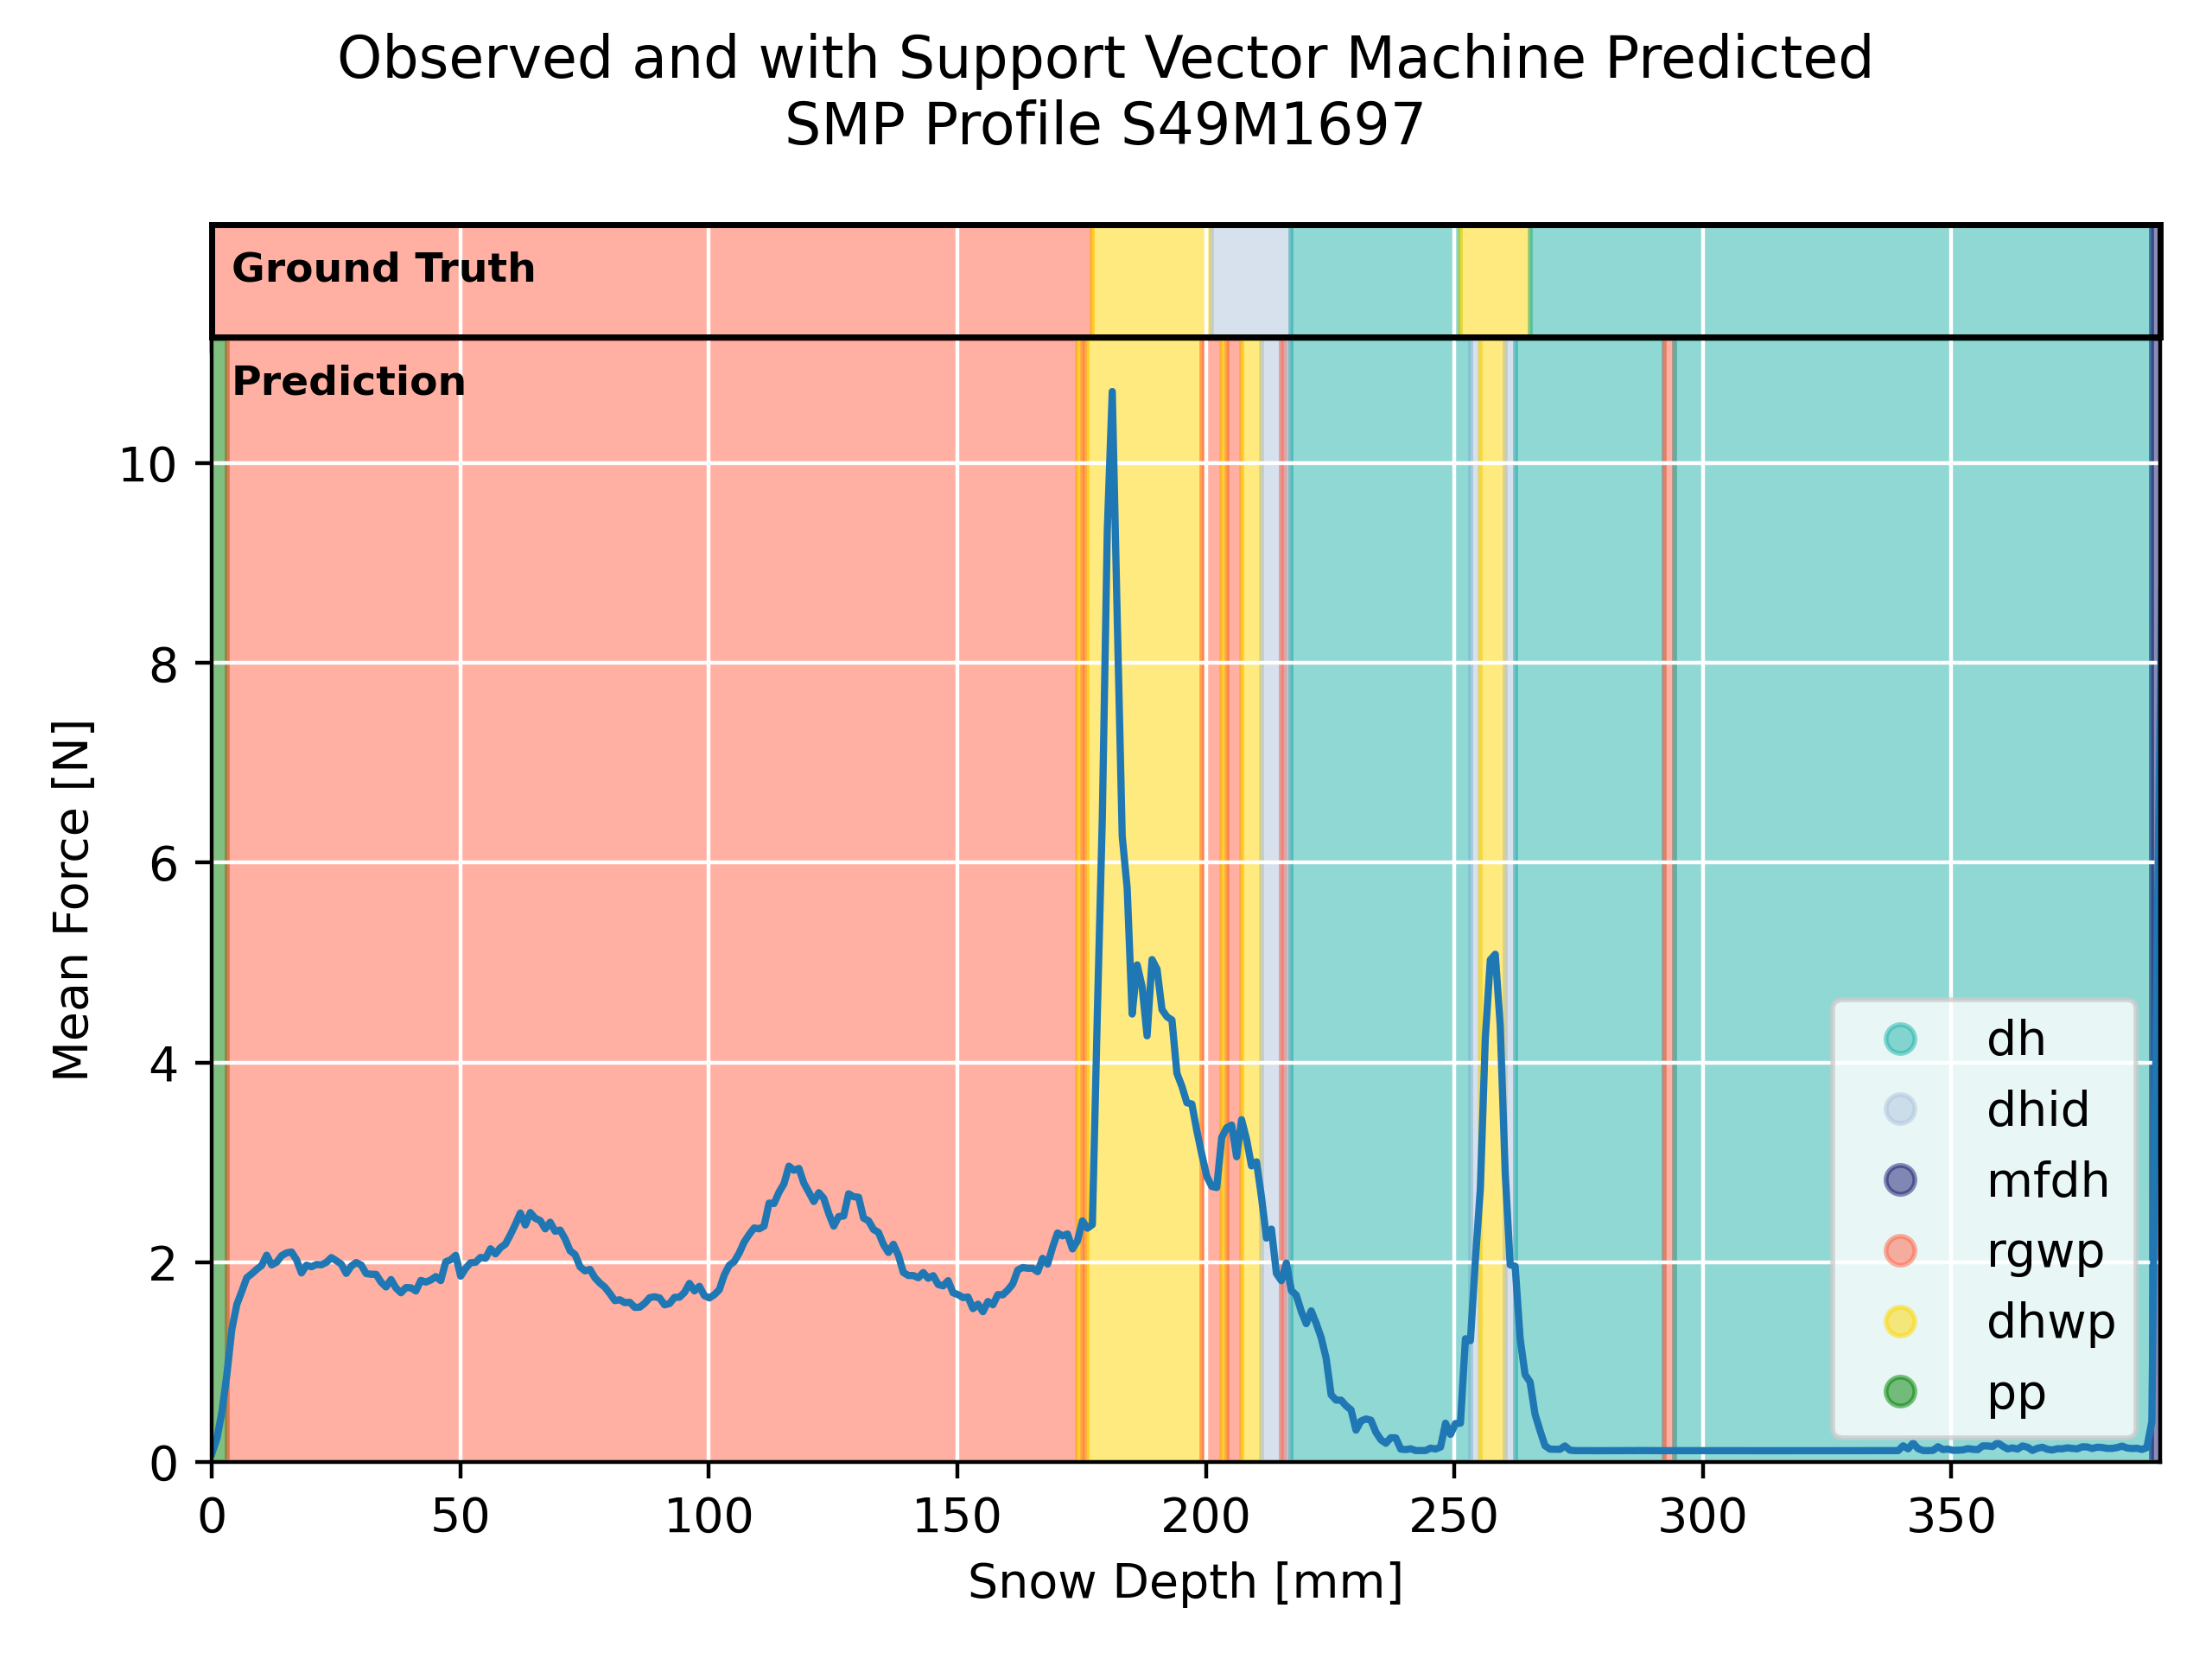 Observed and with Support Vector Machine Predicted
SMP Profile S49M1697
Ground Truth
Prediction
10
8
6
4
2
0
Mean Force [N]
dh
dhid
mfdh
rgwp
dhwp
pp
0 50 100 150 200 250 300 350
Snow Depth [mm]